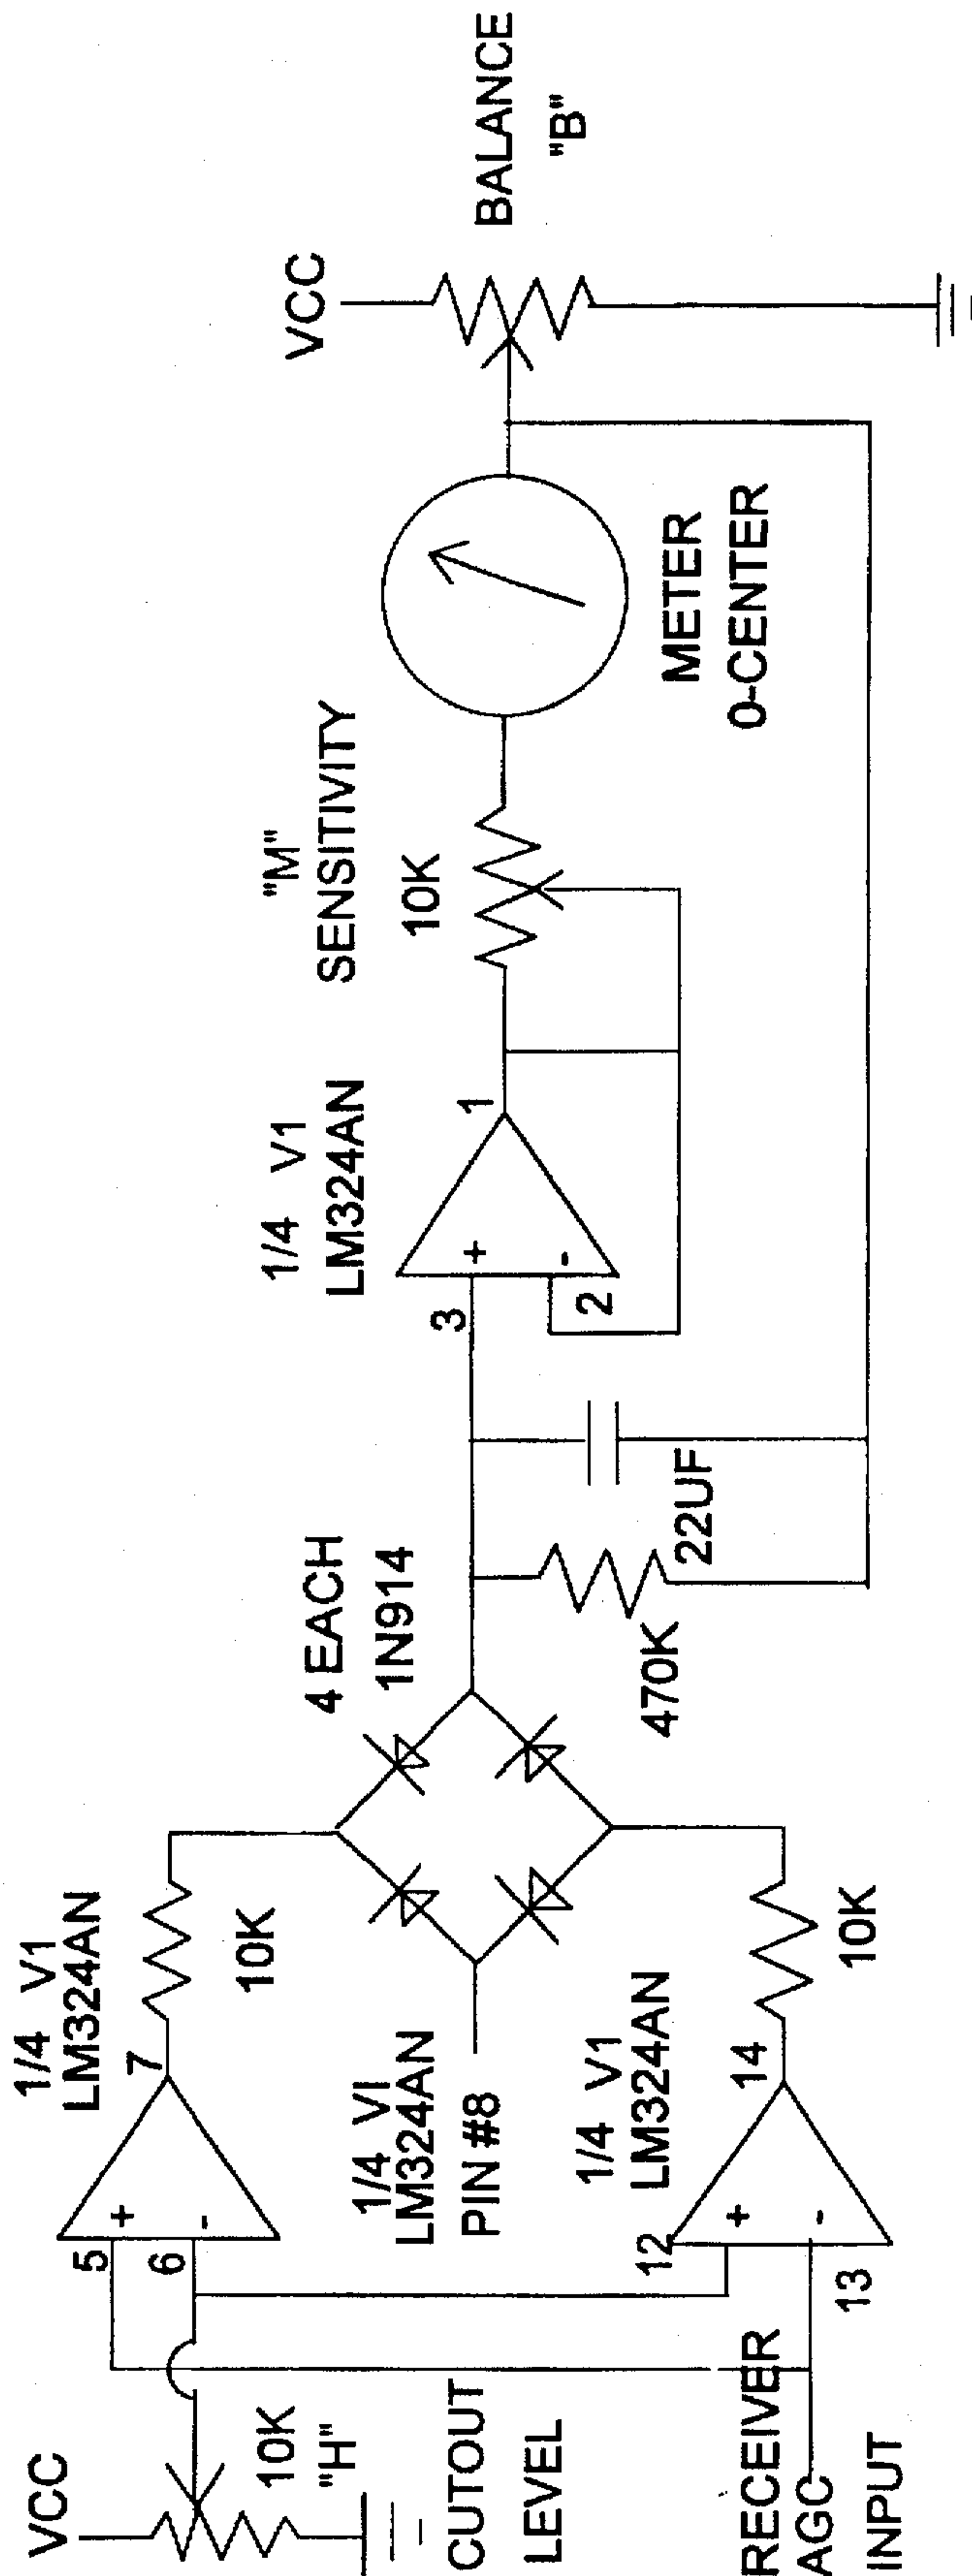 VCC
10K
"H"
CUTOUT
LEVEL
RECEIVER
AGC
INPUT
5
6
+
-
1/4 V1
LM324AN
7
10K
1/4 VI
LM324AN
PIN #8
12
13
+
-
1/4 V1
LM324AN
14
10K
4 EACH
1N914
470K
22UF
3
2
+
-
1/4 V1
LM324AN
1
"M"
SENSITIVITY
10K
METER
0-CENTER
VCC
BALANCE
"B"